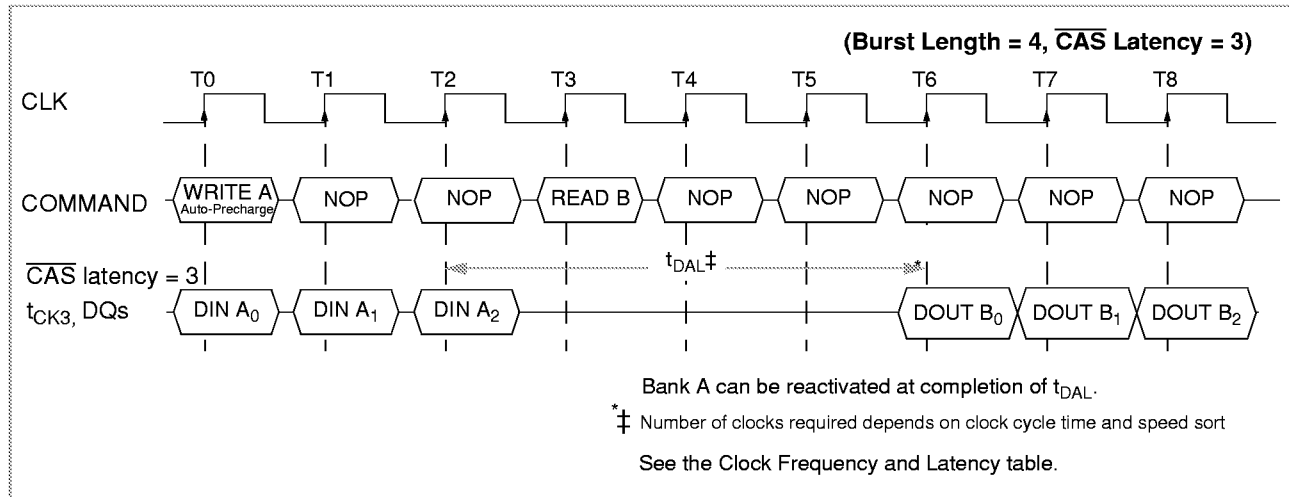 (Burst Length = 4, CAS Latency = 3)
T0 T1 T2 T3 T4 T5 T6 T7 T8
CLK
COMMAND WRITE A Auto-Precharge NOP NOP READ B NOP NOP NOP NOP NOP
tDAL‡ *
CAS latency = 3
tCK3, DQs DIN A0 DIN A1 DIN A2 DOUT B0 DOUT B1 DOUT B2
Bank A can be reactivated at completion of tDAL.
*‡ Number of clocks required depends on clock cycle time and speed sort
See the Clock Frequency and Latency table.